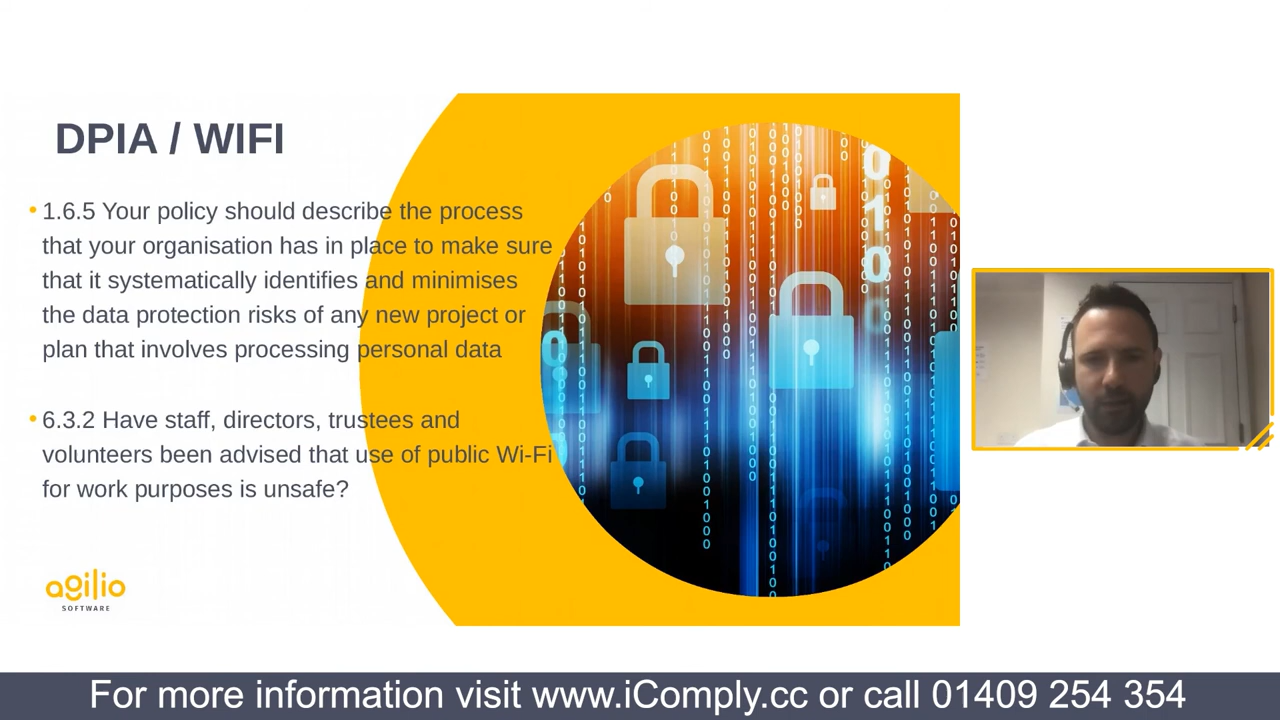 DPIA / WIFI
• 1.6.5 Your policy should describe the process
that your organisation has in place to make sure
that it systematically identifies and minimises
the data protection risks of any new project or
plan that involves processing personal data
• 6.3.2 Have staff, directors, trustees and
volunteers been advised that use of public Wi-Fi
for work purposes is unsafe?
agilio
SOFTWARE
For more information visit www.iComply.cc or call 01409 254 354